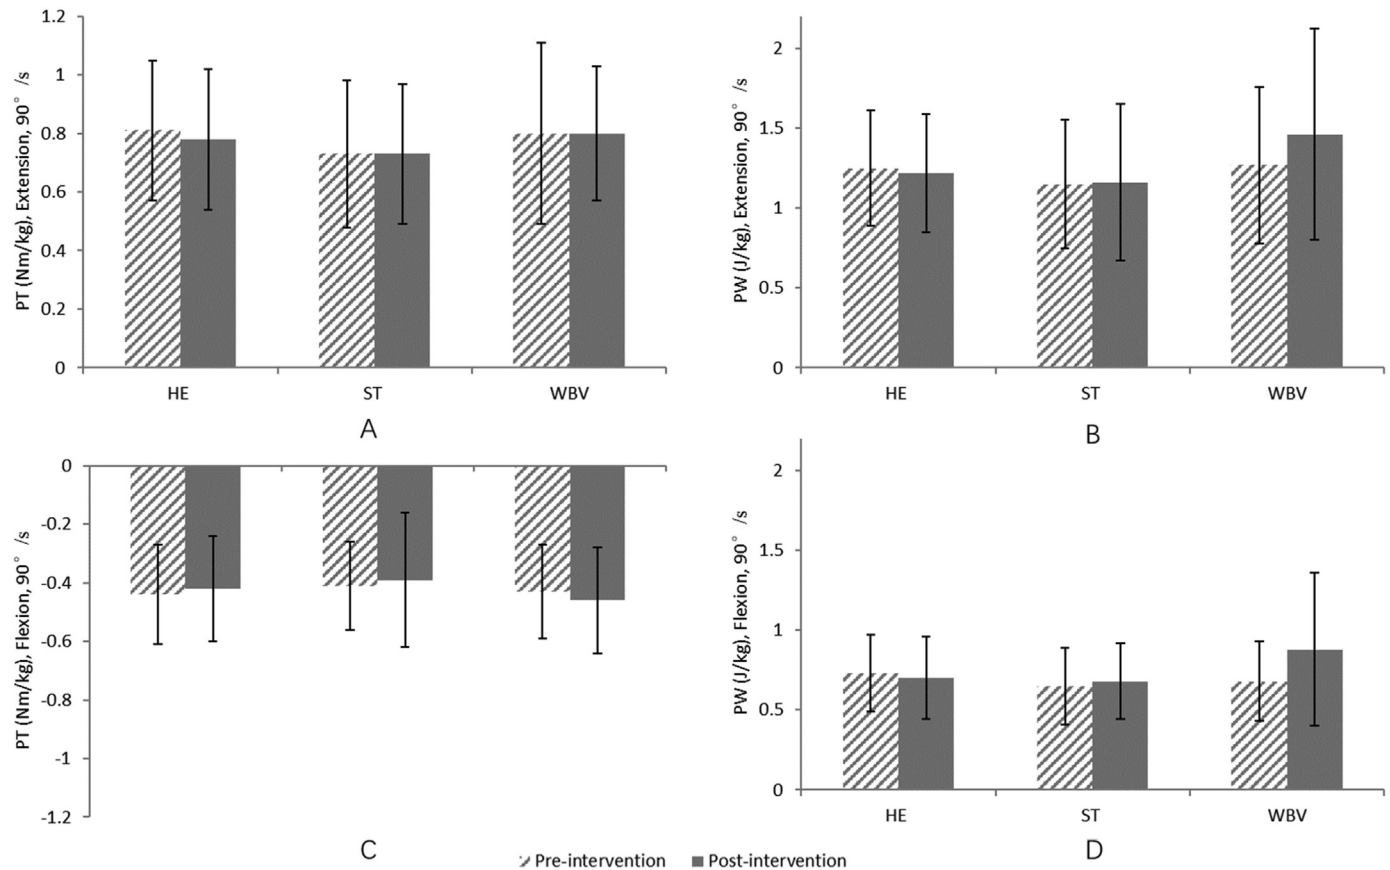 PT (Nm/kg), Extension, 90° /s
1.2
1
0.8
0.6
0.4
0.2
0
HE ST WBV
A
PW (J/kg), Extension, 90° /s
2
1.5
1
0.5
0
HE ST WBV
B
PT (Nm/kg), Flexion, 90° /s
0
-0.2
-0.4
-0.6
-0.8
-1
-1.2
C
PW (J/kg), Flexion, 90° /s
2
1.5
1
0.5
0
HE ST WBV
D
Pre-intervention Post-intervention